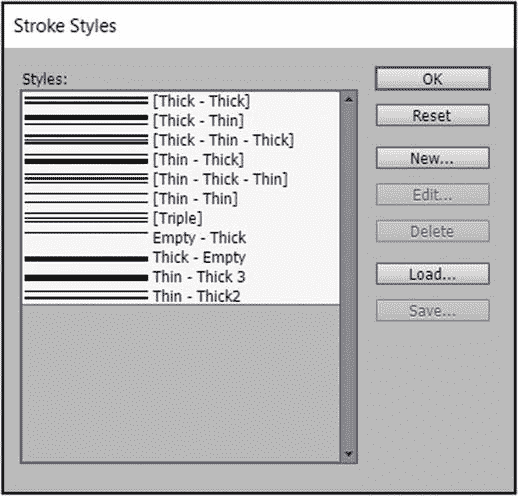 Stroke Styles
Styles:
[Thick - Thick]
[Thick - Thin]
[Thick - Thin - Thick]
[Thin - Thick]
[Thin - Thick - Thin]
[Thin - Thin]
[Triple]
Empty - Thick
Thick - Empty
Thin - Thick 3
Thin - Thick2
OK
Reset
New...
Edit...
Delete
Load...
Save...